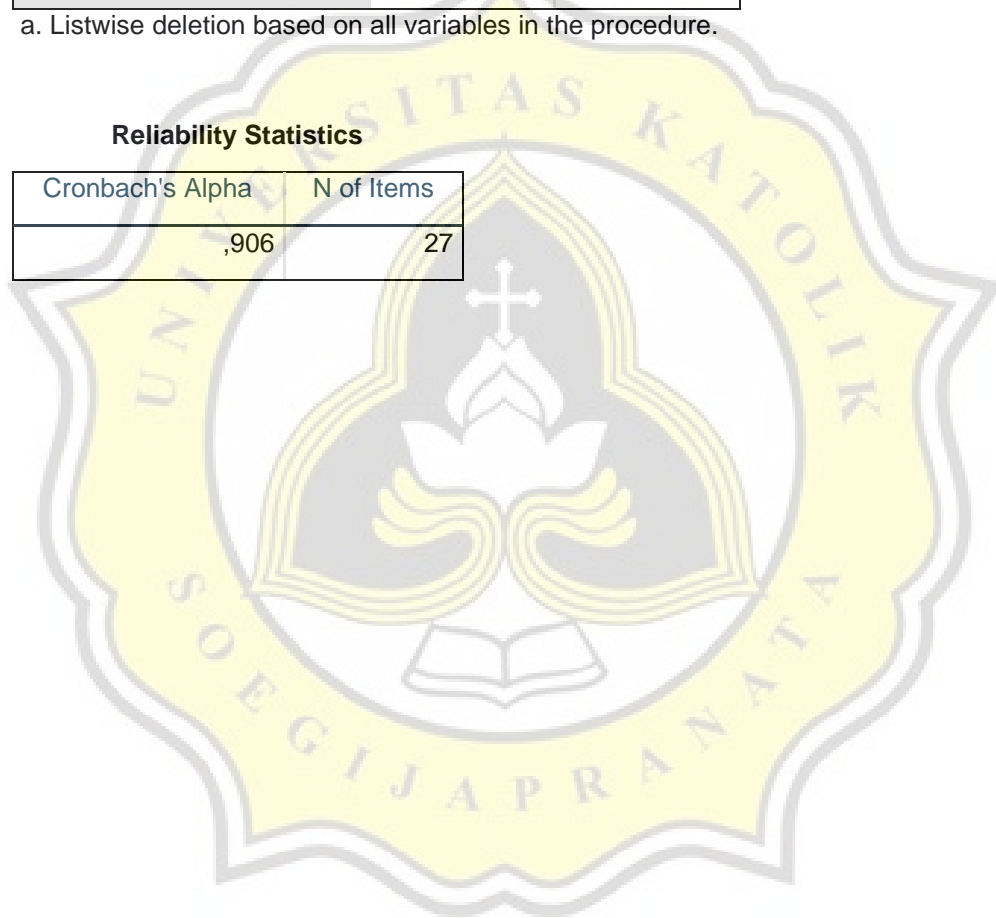 a. Listwise deletion based on all variables in the procedure.
Reliability Statistics
Cronbach's Alpha N of Items
,906 27
UNIVERSITAS KATOLIK
SOEGIJAPRANATA